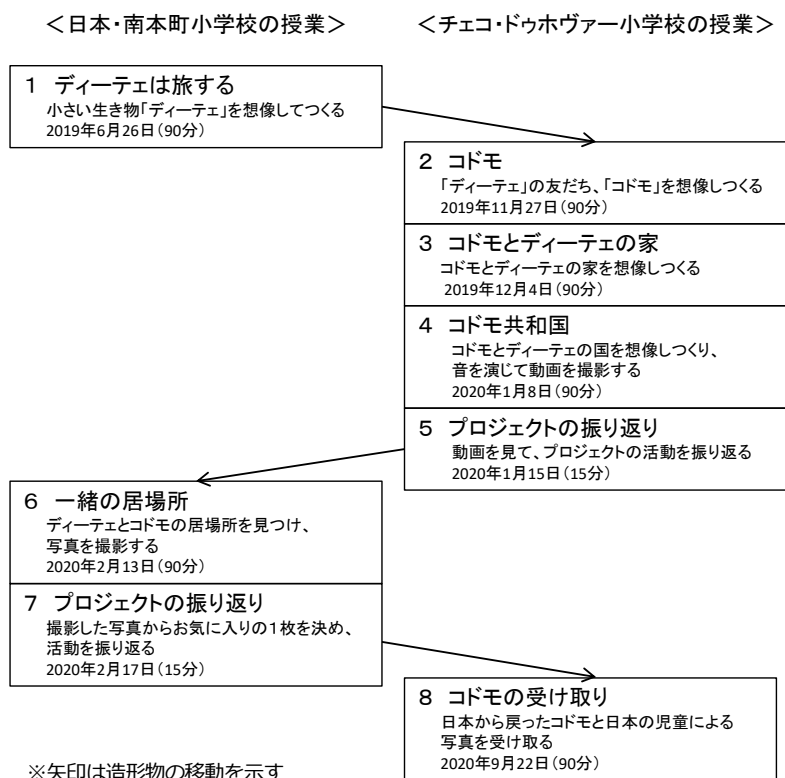 ＜日本・南本町小学校の授業＞
＜チェコ・ドゥホヴァー小学校の授業＞
１　ディーテェは旅する
小さい生き物「ディーテェ」を想像してつくる
2019年6月26日（90分）
２　コドモ
「ディーテェ」の友だち、「コドモ」を想像しつくる
2019年11月27日（90分）
３　コドモとディーテェの家
コドモとディーテェの家を想像しつくる
2019年12月4日（90分）
４　コドモ共和国
コドモとディーテェの国を想像しつくり、
音を演じて動画を撮影する
2020年1月8日（90分）
５　プロジェクトの振り返り
動画を見て、プロジェクトの活動を振り返る
2020年1月15日（15分）
６　一緒の居場所
ディーテェとコドモの居場所を見つけ、
写真を撮影する
2020年2月13日（90分）
７　プロジェクトの振り返り
撮影した写真からお気に入りの１枚を決め、
活動を振り返る
2020年2月17日（15分）
８　コドモの受け取り
日本から戻ったコドモと日本の児童による
写真を受け取る
2020年9月22日（90分）
※矢印は造形物の移動を示す